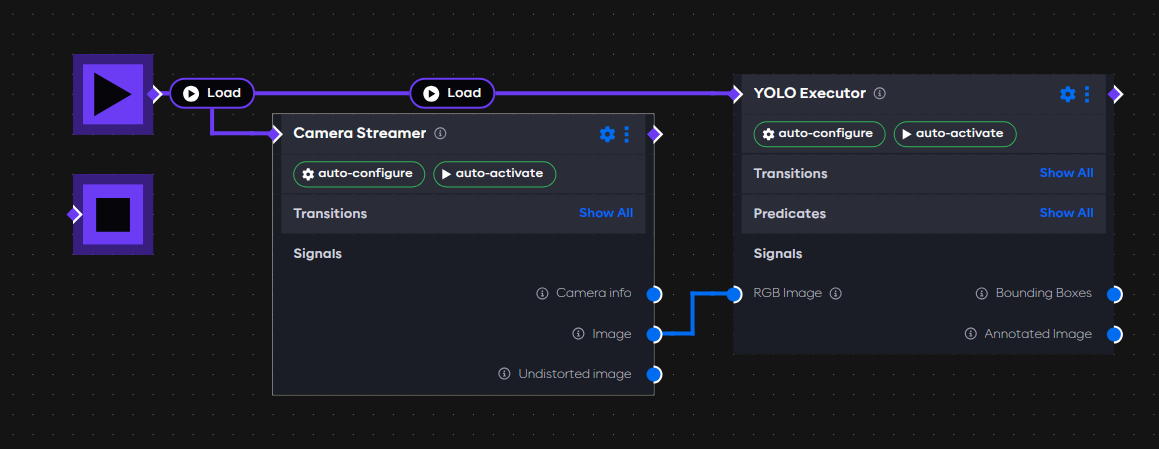 Load
Load
Camera Streamer
auto-configure
auto-activate
Transitions
Show All
Signals
Camera info
Image
Undistorted image
YOLO Executor
auto-configure
auto-activate
Transitions
Show All
Predicates
Show All
Signals
RGB Image
Bounding Boxes
Annotated Image